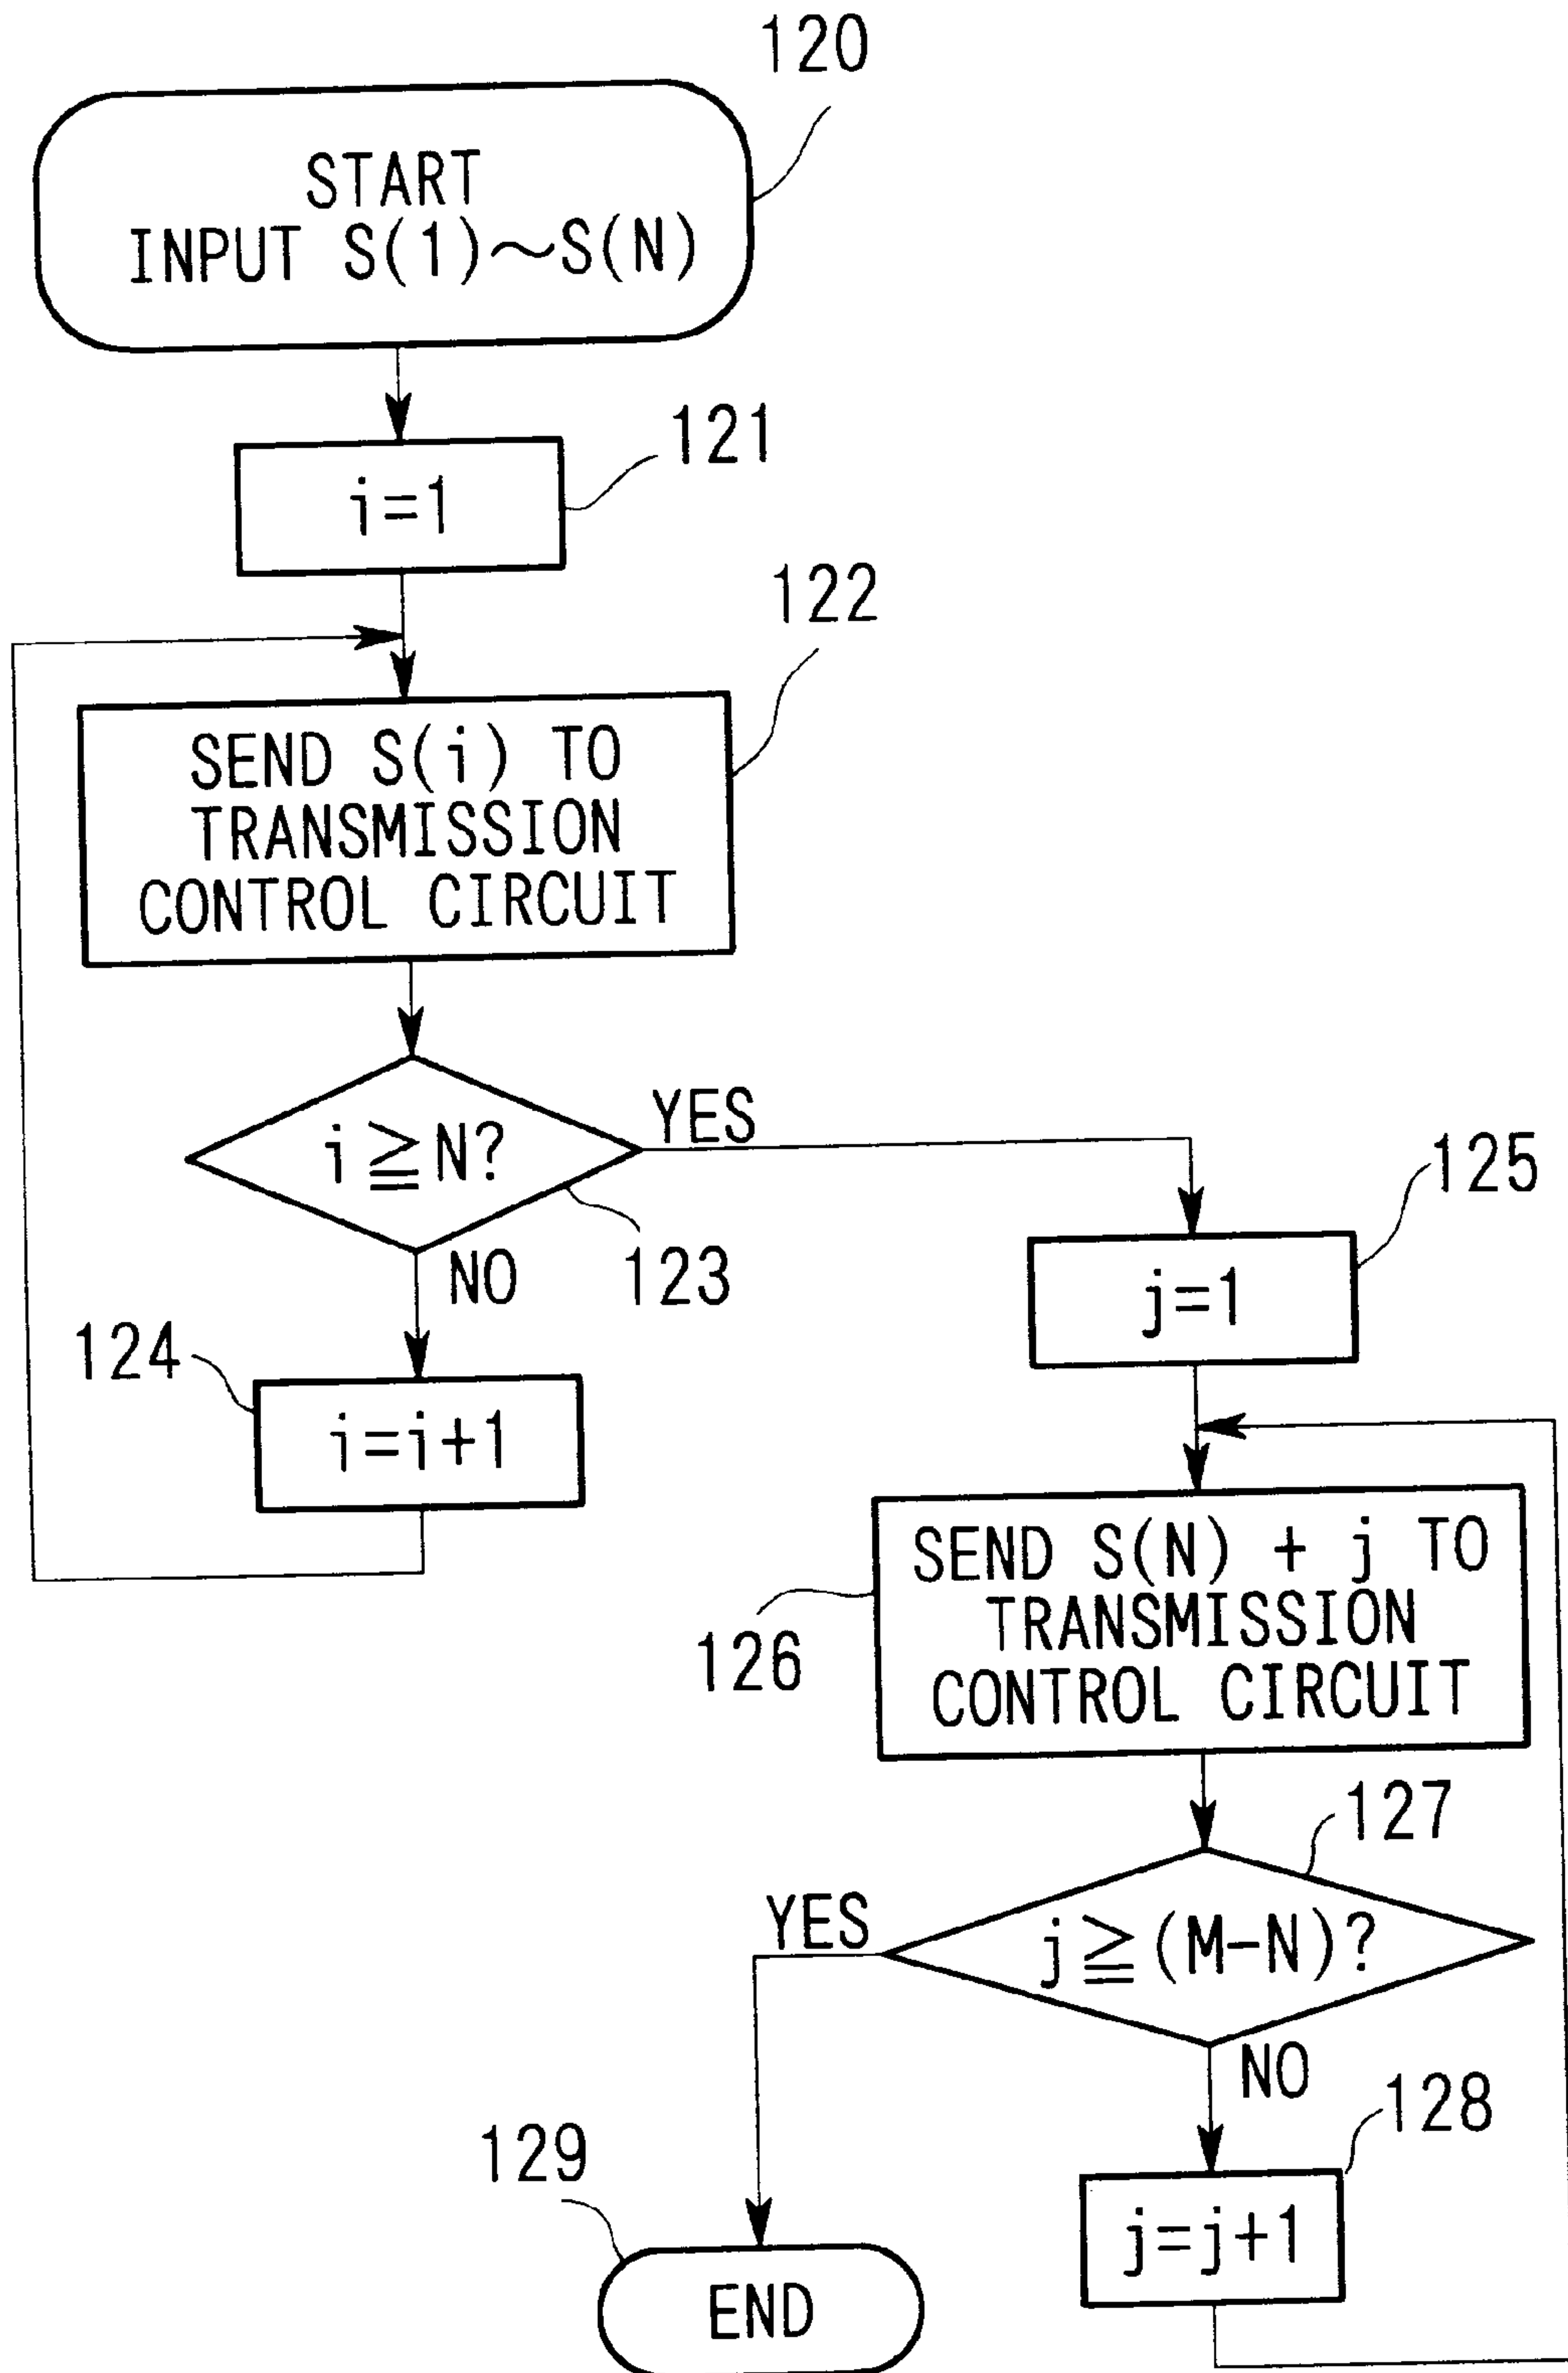 120
START
INPUT S(1)～S(N)
121
i=1
122
SEND S(i) TO
TRANSMISSION
CONTROL CIRCUIT
i≧N?
YES
123
NO
124
i=i+1
125
j=1
SEND S(N) + j TO
TRANSMISSION
CONTROL CIRCUIT
126
127
j≧(M-N)?
YES
NO
128
j=j+1
129
END